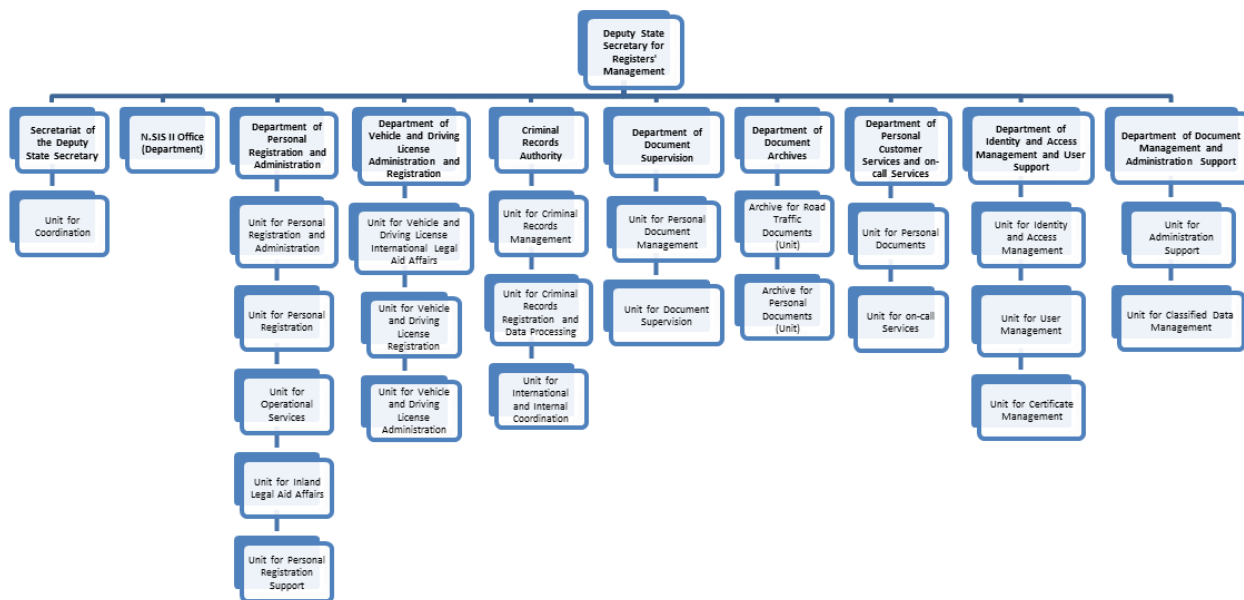 Deputy State
Secretary for
Registers'
Management
Secretariat of
the Deputy
State Secretary
N.SIS II Office
(Department)
Department of
Personal
Registration and
Administration
Department of
Vehicle and Driving
License
Administration and
Registration
Criminal
Records
Authority
Department of
Document
Supervision
Department of
Document
Archives
Department of
Personal
Customer
Services and on-
call Services
Department of
Identity and Access
Management and User
Support
Department of Document
Management and
Administration Support
Unit for
Coordination
Unit for Personal
Registration and
Administration
Unit for Vehicle and
Driving License
International Legal
Aid Affairs
Unit for Criminal
Records
Management
Unit for Personal
Document
Management
Archive for Road
Traffic
Documents
(Unit)
Unit for Personal
Documents
Unit for Identity
and Access
Management
Unit for
Administration
Support
Unit for Personal
Registration
Unit for Vehicle
and Driving
License
Registration
Unit for Criminal
Records
Registration and
Data Processing
Unit for Document
Supervision
Archive for
Personal
Documents
(Unit)
Unit for on-call
Services
Unit for User
Management
Unit for Classified Data
Management
Unit for
Operational
Services
Unit for Vehicle
and Driving
License
Administration
Unit for
International
and Internal
Coordination
Unit for Certificate
Management
Unit for Inland
Legal Aid Affairs
Unit for Personal
Registration
Support